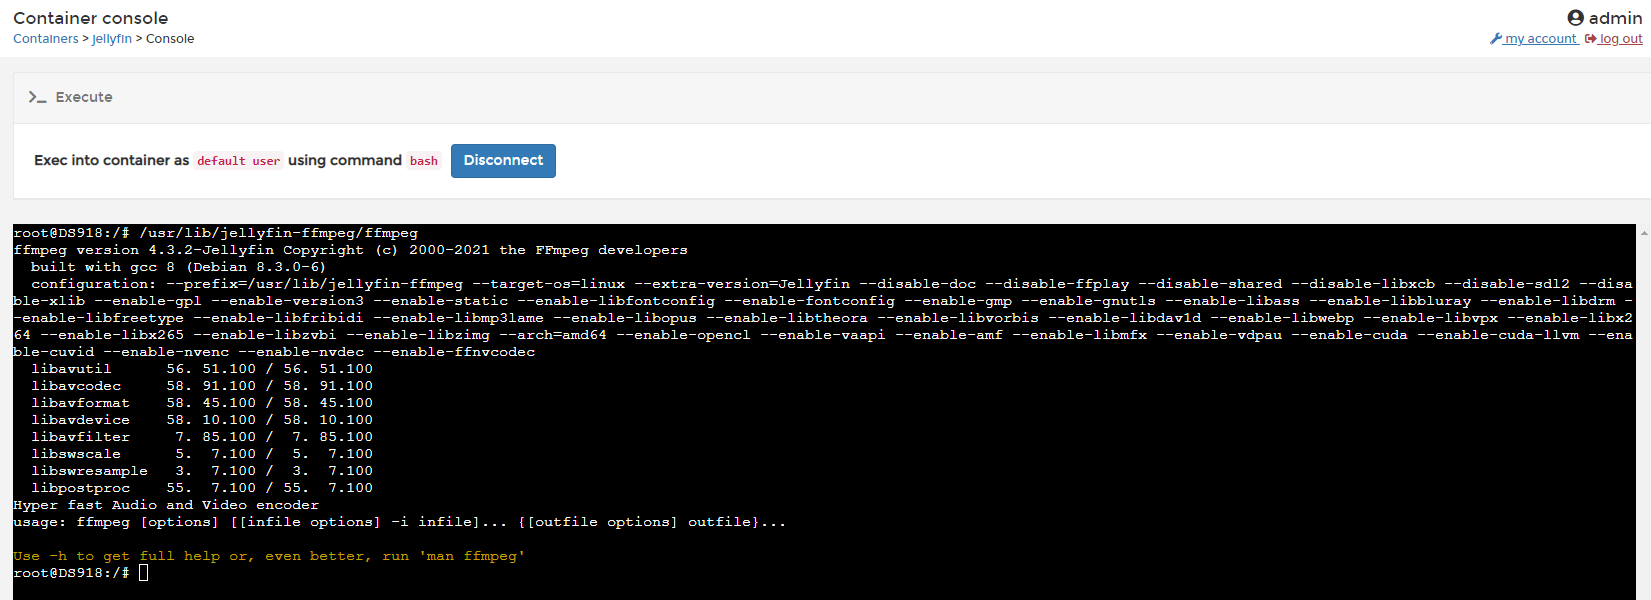 Container console
admin
Containers > jellyfin > Console
my account log out
Execute
Exec into container as default user using command bash Disconnect
root@DS918:/# /usr/lib/jellyfin-ffmpeg/ffmpeg
ffmpeg version 4.3.2-Jellyfin Copyright (c) 2000-2021 the FFmpeg developers
built with gcc 8 (Debian 8.3.0-6)
configuration: --prefix=/usr/lib/jellyfin-ffmpeg --target-os=linux --extra-version=Jellyfin --disable-doc --disable-ffplay --disable-shared --disable-libxcb --disable-sdl2 --disa
ble-xlib --enable-gpl --enable-version3 --enable-static --enable-libfontconfig --enable-fontconfig --enable-gmp --enable-gnutls --enable-libass --enable-libbluray --enable-libdrm -
-enable-libfreetype --enable-libfribidi --enable-libmp3lame --enable-libopus --enable-libtheora --enable-libvorbis --enable-libdav1d --enable-libwebp --enable-libvpx --enable-libx2
64 --enable-libx265 --enable-libzvbi --enable-libzimg --arch=amd64 --enable-opencl --enable-vaapi --enable-amf --enable-libmfx --enable-vdpau --enable-cuda --enable-cuda-llvm --ena
ble-cuvid --enable-nvenc --enable-nvdec --enable-ffnvcodec
libavutil 56. 51.100 / 56. 51.100
libavcodec 58. 91.100 / 58. 91.100
libavformat 58. 45.100 / 58. 45.100
libavdevice 58. 10.100 / 58. 10.100
libavfilter 7. 85.100 / 7. 85.100
libswscale 5. 7.100 / 5. 7.100
libswresample 3. 7.100 / 3. 7.100
libpostproc 55. 7.100 / 55. 7.100
Hyper fast Audio and Video encoder
usage: ffmpeg [options] [[infile options] -i infile]... {[outfile options] outfile}...
Use -h to get full help or, even better, run 'man ffmpeg'
root@DS918:/#